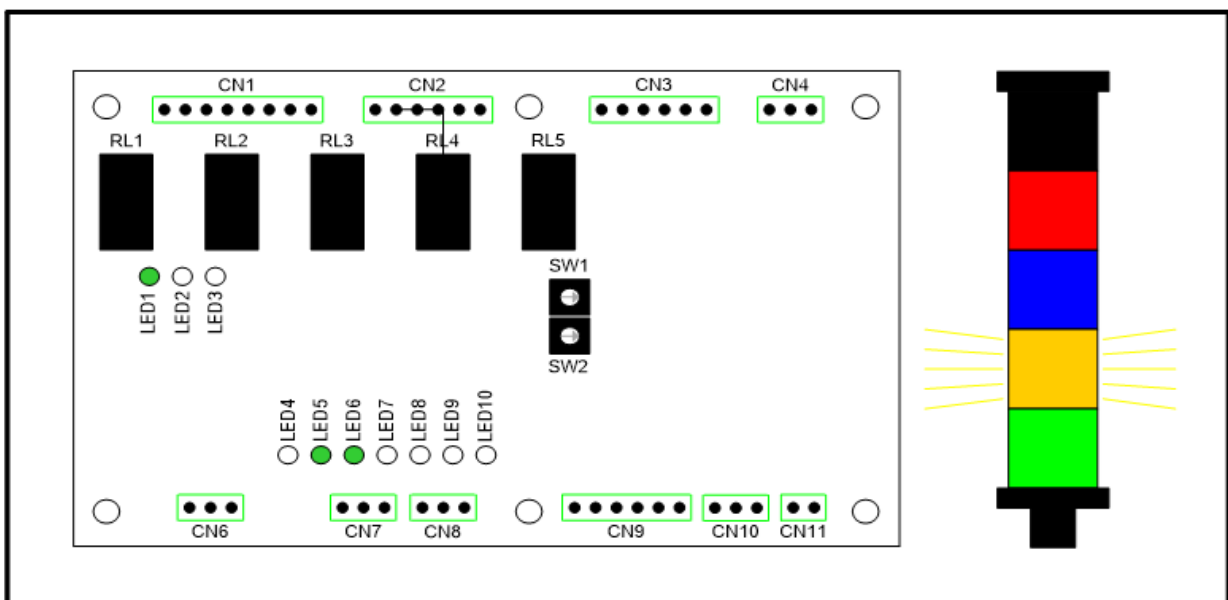 CN1 CN2 CN3 CN4
RL1 RL2 RL3 RL4 RL5
SW1
LED1 LED2 LED3
SW2
LED4 LED5 LED6 LED7 LED8 LED9 LED10
CN6 CN7 CN8 CN9 CN10 CN11